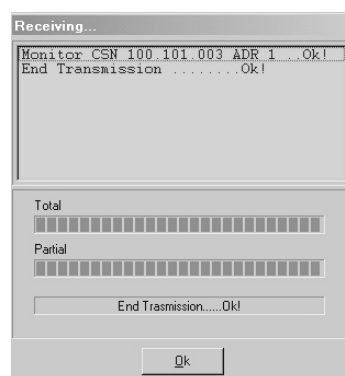 Receiving...
Monitor CSN 100.101.003 ADR 1 ..Ok!
End Transmission ........Ok!
Total
Partial
End Trasmission......Ok!
Ok